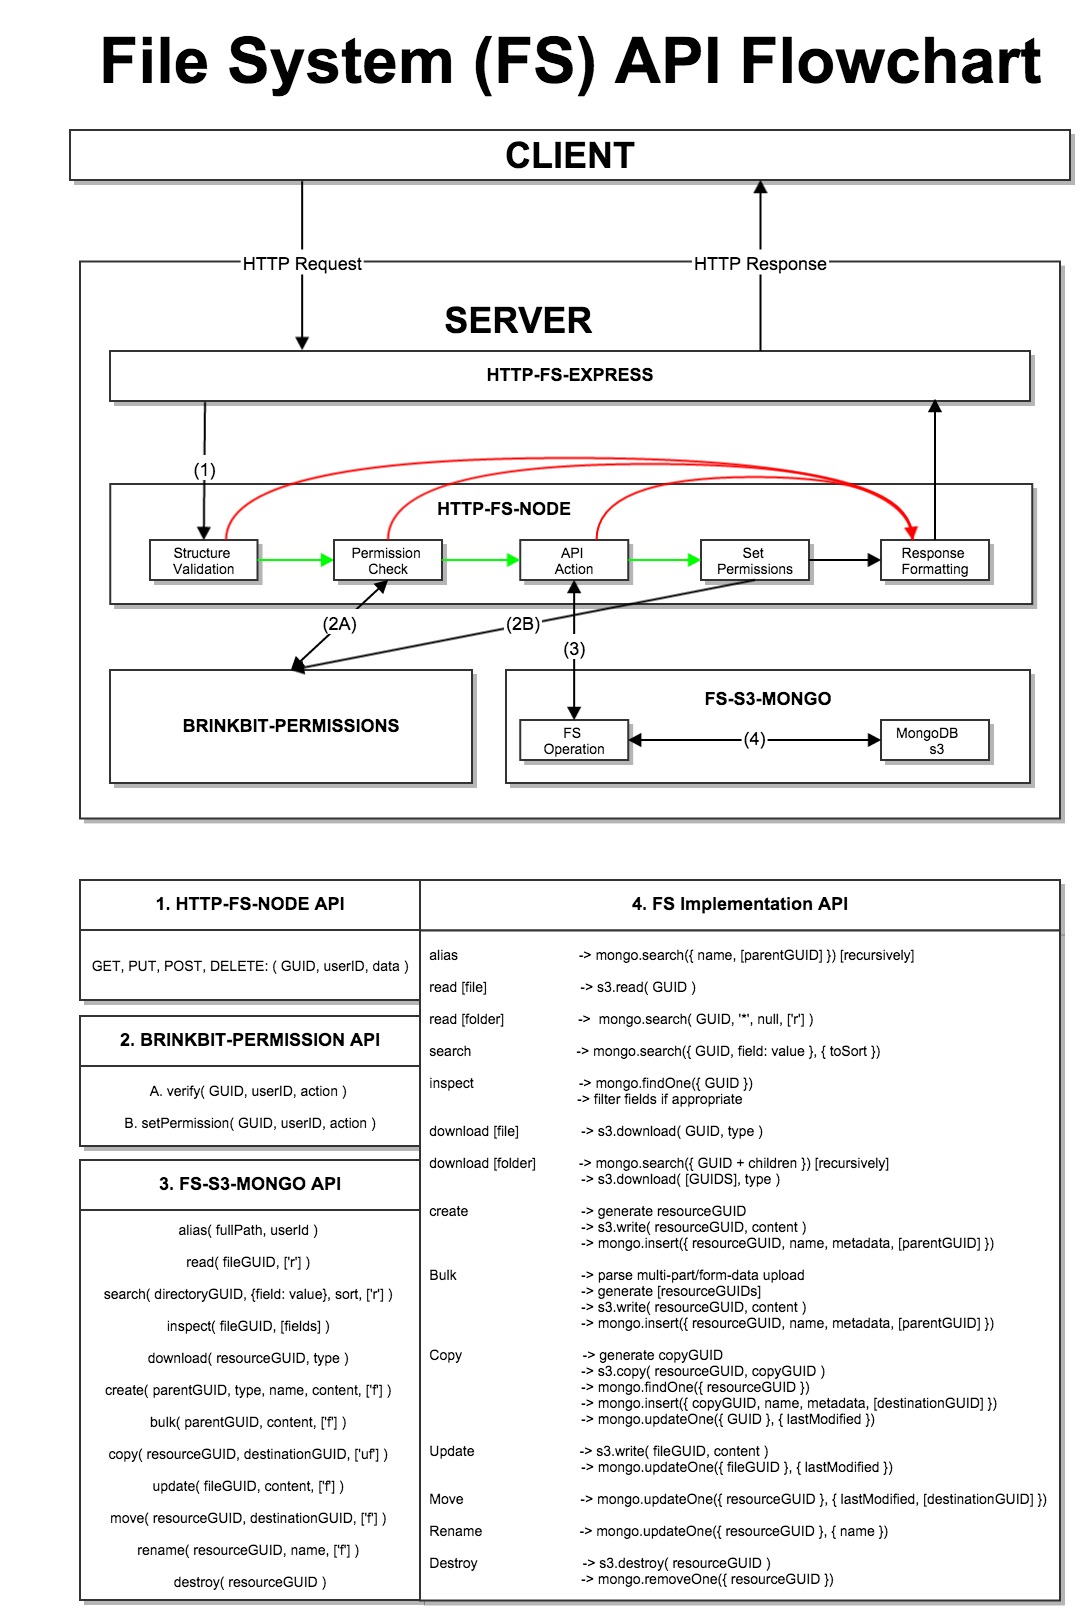 File System (FS) API Flowchart
CLIENT
HTTP Request
HTTP Response
SERVER
HTTP-FS-EXPRESS
(1)
HTTP-FS-NODE
Structure
Validation
Permission
Check
API
Action
Set
Permissions
Response
Formatting
(2A)
(2B)
(3)
BRINKBIT-PERMISSIONS
FS-S3-MONGO
FS
Operation
(4)
MongoDB
s3
1. HTTP-FS-NODE API
GET, PUT, POST, DELETE: ( GUID, userID, data )
2. BRINKBIT-PERMISSION API
A. verify( GUID, userID, action )
B. setPermission( GUID, userID, action )
3. FS-S3-MONGO API
alias( fullPath, userId )
read( fileGUID, ['r'] )
search( directoryGUID, {field: value}, sort, ['r'] )
inspect( fileGUID, [fields] )
download( resourceGUID, type )
create( parentGUID, type, name, content, ['f'] )
bulk( parentGUID, content, ['f'] )
copy( resourceGUID, destinationGUID, ['uf'] )
update( fileGUID, content, ['f'] )
move( resourceGUID, destinationGUID, ['f'] )
rename( resourceGUID, name, ['f'] )
destroy( resourceGUID )
4. FS Implementation API
alias -> mongo.search({ name, [parentGUID] }) [recursively]
read [file] -> s3.read( GUID )
read [folder] -> mongo.search( GUID, '*', null, ['r'] )
search -> mongo.search({ GUID, field: value }, { toSort })
inspect -> mongo.findOne({ GUID })
-> filter fields if appropriate
download [file] -> s3.download( GUID, type )
download [folder] -> mongo.search({ GUID + children }) [recursively]
-> s3.download( [GUIDS], type )
create -> generate resourceGUID
-> s3.write( resourceGUID, content )
-> mongo.insert({ resourceGUID, name, metadata, [parentGUID] })
Bulk -> parse multi-part/form-data upload
-> generate [resourceGUIDs]
-> s3.write( resourceGUID, content )
-> mongo.insert({ resourceGUID, name, metadata, [parentGUID] })
Copy -> generate copyGUID
-> s3.copy( resourceGUID, copyGUID )
-> mongo.findOne({ resourceGUID })
-> mongo.insert({ copyGUID, name, metadata, [destinationGUID] })
-> mongo.updateOne({ GUID }, { lastModified })
Update -> s3.write( fileGUID, content )
-> mongo.updateOne({ fileGUID }, { lastModified })
Move -> mongo.updateOne({ resourceGUID }, { lastModified, [destinationGUID] })
Rename -> mongo.updateOne({ resourceGUID }, { name })
Destroy -> s3.destroy( resourceGUID )
-> mongo.removeOne({ resourceGUID })